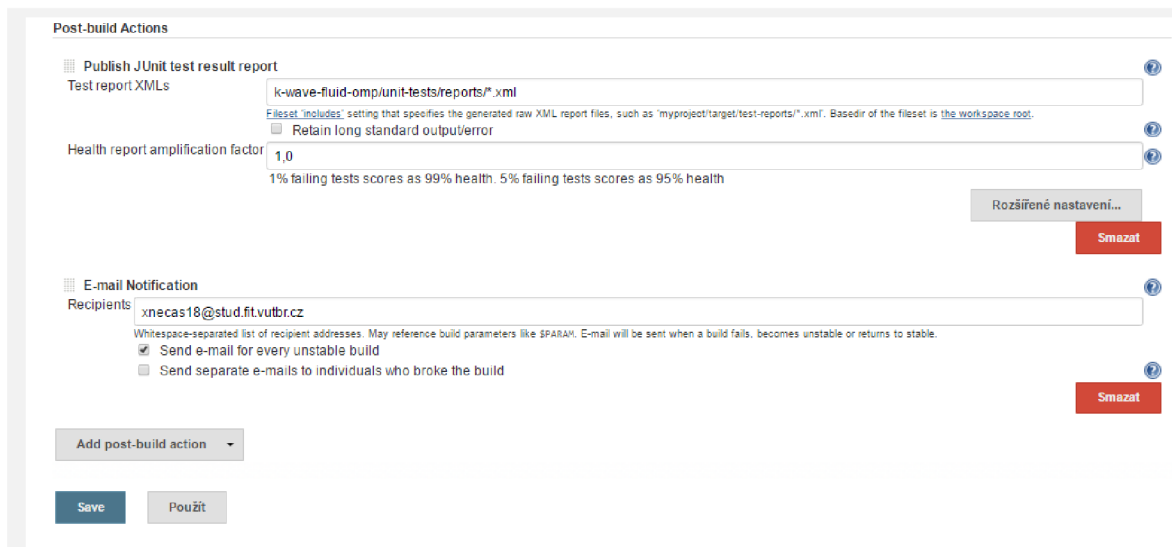 Post-build Actions
Publish JUnit test result report
Test report XMLs
k-wave-fluid-omp/unit-tests/reports/*.xml
Fileset 'includes' setting that specifies the generated raw XML report files, such as 'myproject/target/test-reports/*.xml'. Basedir of the fileset is the workspace root.
Retain long standard output/error
Health report amplification factor
1,0
1% failing tests scores as 99% health. 5% failing tests scores as 95% health
Rozšířené nastavení...
Smazat
E-mail Notification
Recipients
xnecas18@stud.fit.vutbr.cz
Whitespace-separated list of recipient addresses. May reference build parameters like $PARAM. E-mail will be sent when a build fails, becomes unstable or returns to stable.
Send e-mail for every unstable build
Send separate e-mails to individuals who broke the build
Smazat
Add post-build action
Save
Použít